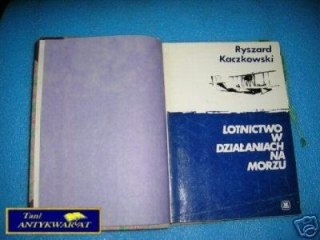 Ryszard
Kaczkowski
LOTNICTWO
W
DZIAŁANIACH
NA
MORZU
Tani
ANTYKWARIAT